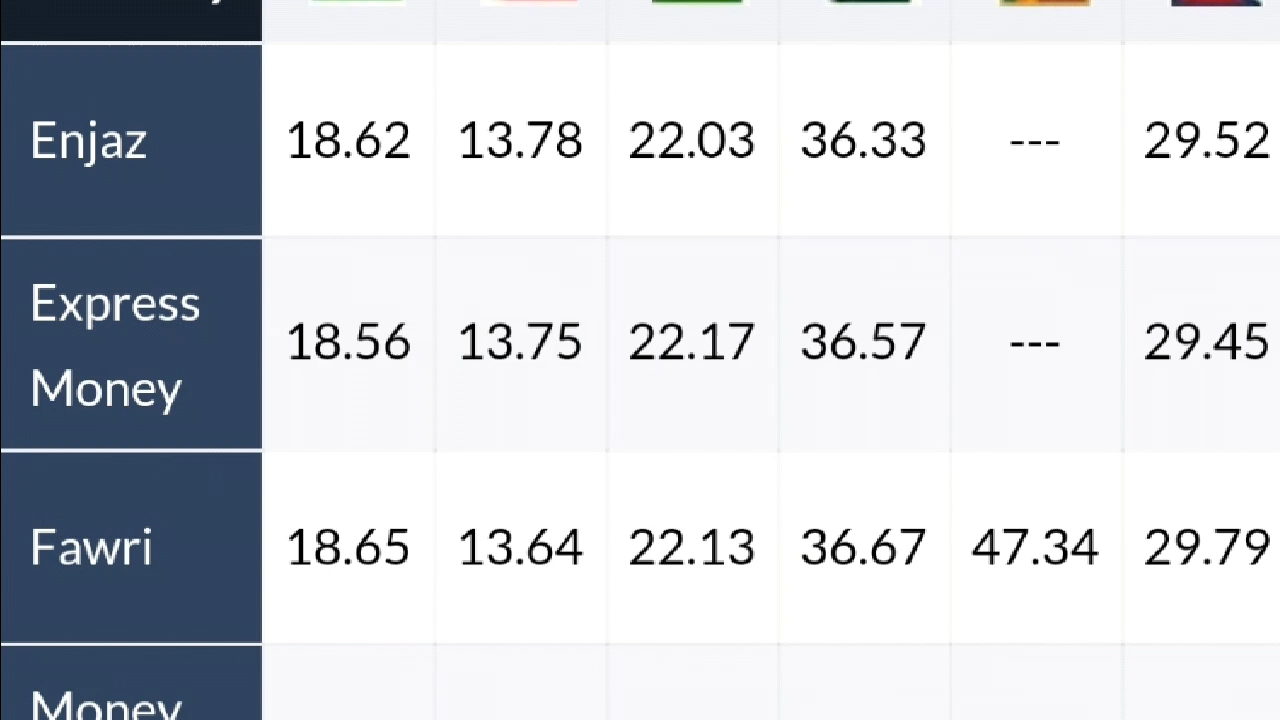 Enjaz 18.62 13.78 22.03 36.33 --- 29.52
Express
Money 18.56 13.75 22.17 36.57 --- 29.45
Fawri 18.65 13.64 22.13 36.67 47.34 29.79
Money